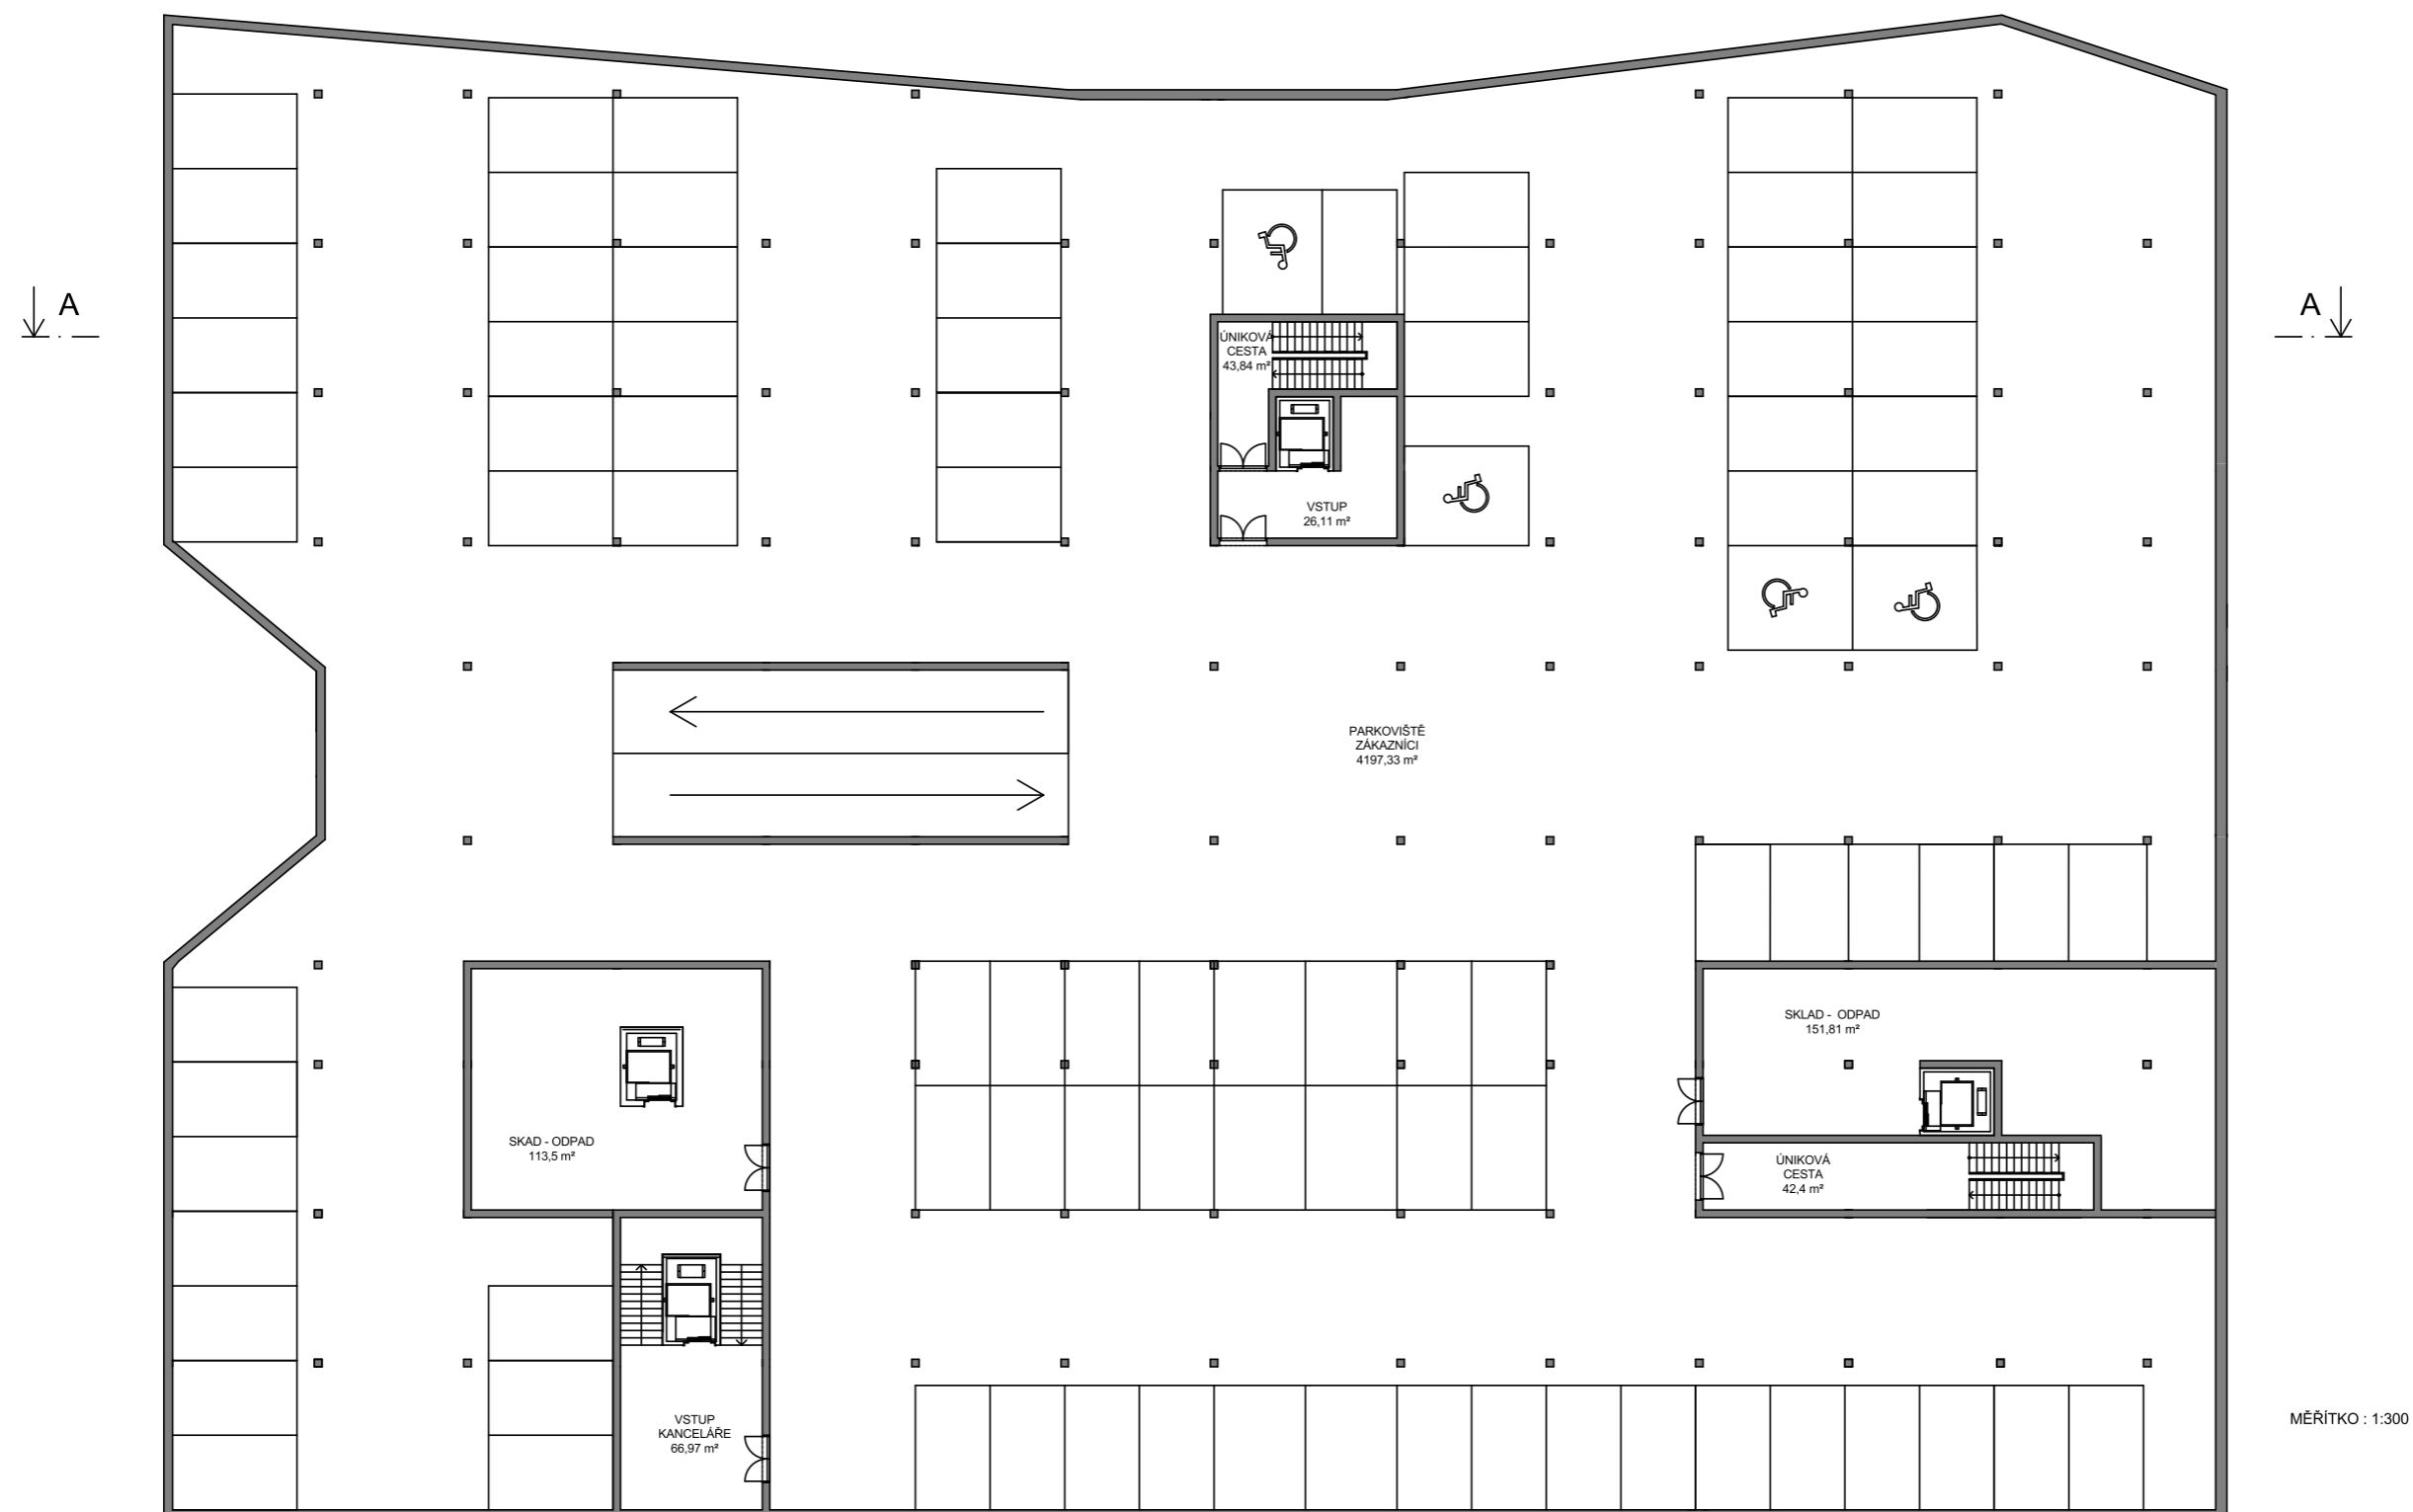 A
A
ÚNIKOVÁ
CESTA
43,84 m²
VSTUP
26,11 m²
PARKOVIŠTĚ
ZÁKAZNÍCI
4197,33 m²
SKLAD - ODPAD
151,81 m²
SKAD - ODPAD
113,5 m²
ÚNIKOVÁ
CESTA
42,4 m²
VSTUP
KANCELÁŘE
66,97 m²
MĚŘÍTKO : 1:300